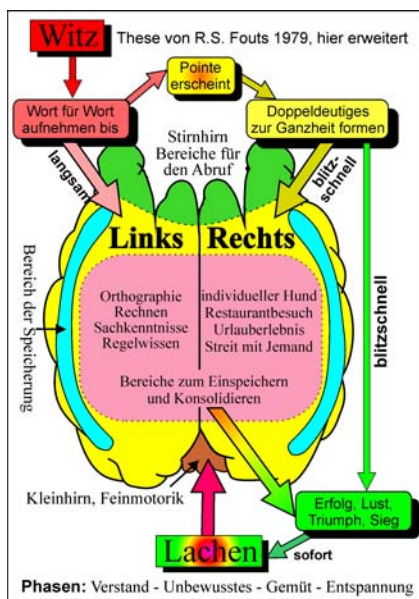 Witz
These von R.S. Fouts 1979, hier erweitert
Pointe
erscheint
Wort für Wort
aufnehmen bis
Doppeldeutiges
zur Ganzheit formen
Stirnhirn
Bereiche für
den Abruf
langsam
blitz-
schnell
Links
Rechts
Bereich der Speicherung
Orthographie
Rechnen
Sachkenntnisse
Regelwissen
individueller Hund
Restaurantbesuch
Urlauberlebnis
Streit mit Jemand
blitzschnell
Bereiche zum Einspeichern
und Konsolidieren
Kleinhirn, Feinmotorik
Erfolg, Lust,
Triumph, Sieg
Lachen
sofort
Phasen: Verstand - Unbewusstes - Gemüt - Entspannung